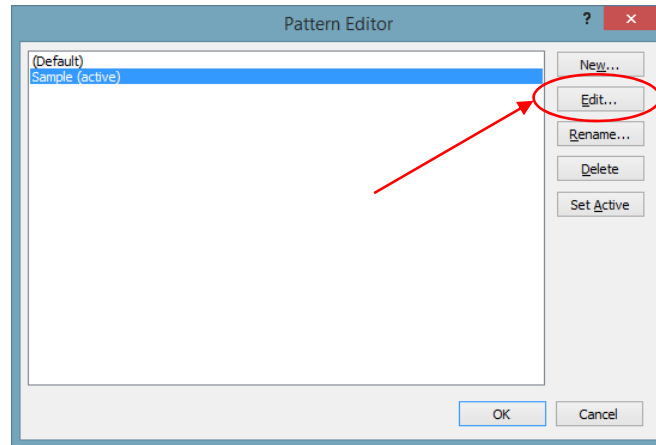 Pattern Editor
?
(Default)
Sample (active)
New...
Edit...
Rename...
Delete
Set Active
OK
Cancel